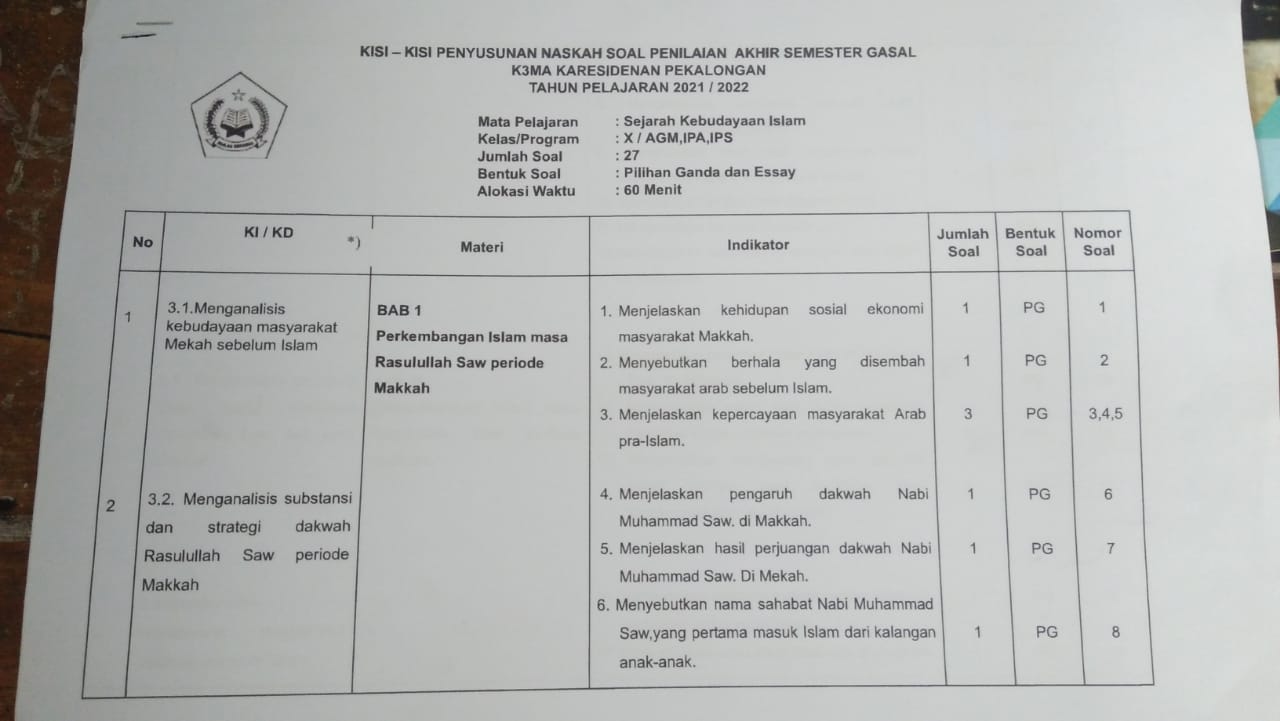 KISI – KISI PENYUSUNAN NASKAH SOAL PENILAIAN AKHIR SEMESTER GASAL
K3MA KARESIDENAN PEKALONGAN
TAHUN PELAJARAN 2021 / 2022
Mata Pelajaran : Sejarah Kebudayaan Islam
Kelas/Program : X / AGM,IPA,IPS
Jumlah Soal : 27
Bentuk Soal : Pilihan Ganda dan Essay
Alokasi Waktu : 60 Menit
No
KI / KD *)
Materi
Indikator
Jumlah
Soal
Bentuk
Soal
Nomor
Soal
1
3.1.Menganalisis
kebudayaan masyarakat
Mekah sebelum Islam
BAB 1
Perkembangan Islam masa
Rasulullah Saw periode
Makkah
1. Menjelaskan kehidupan sosial ekonomi
masyarakat Makkah.
1 PG 1
2. Menyebutkan berhala yang disembah
masyarakat arab sebelum Islam.
1 PG 2
3. Menjelaskan kepercayaan masyarakat Arab
pra-Islam.
3 PG 3,4,5
2
3.2. Menganalisis substansi
dan strategi dakwah
Rasulullah Saw periode
Makkah
4. Menjelaskan pengaruh dakwah Nabi
Muhammad Saw. di Makkah.
1 PG 6
5. Menjelaskan hasil perjuangan dakwah Nabi
Muhammad Saw. Di Mekah.
1 PG 7
6. Menyebutkan nama sahabat Nabi Muhammad
Saw,yang pertama masuk Islam dari kalangan
anak-anak.
1 PG 8